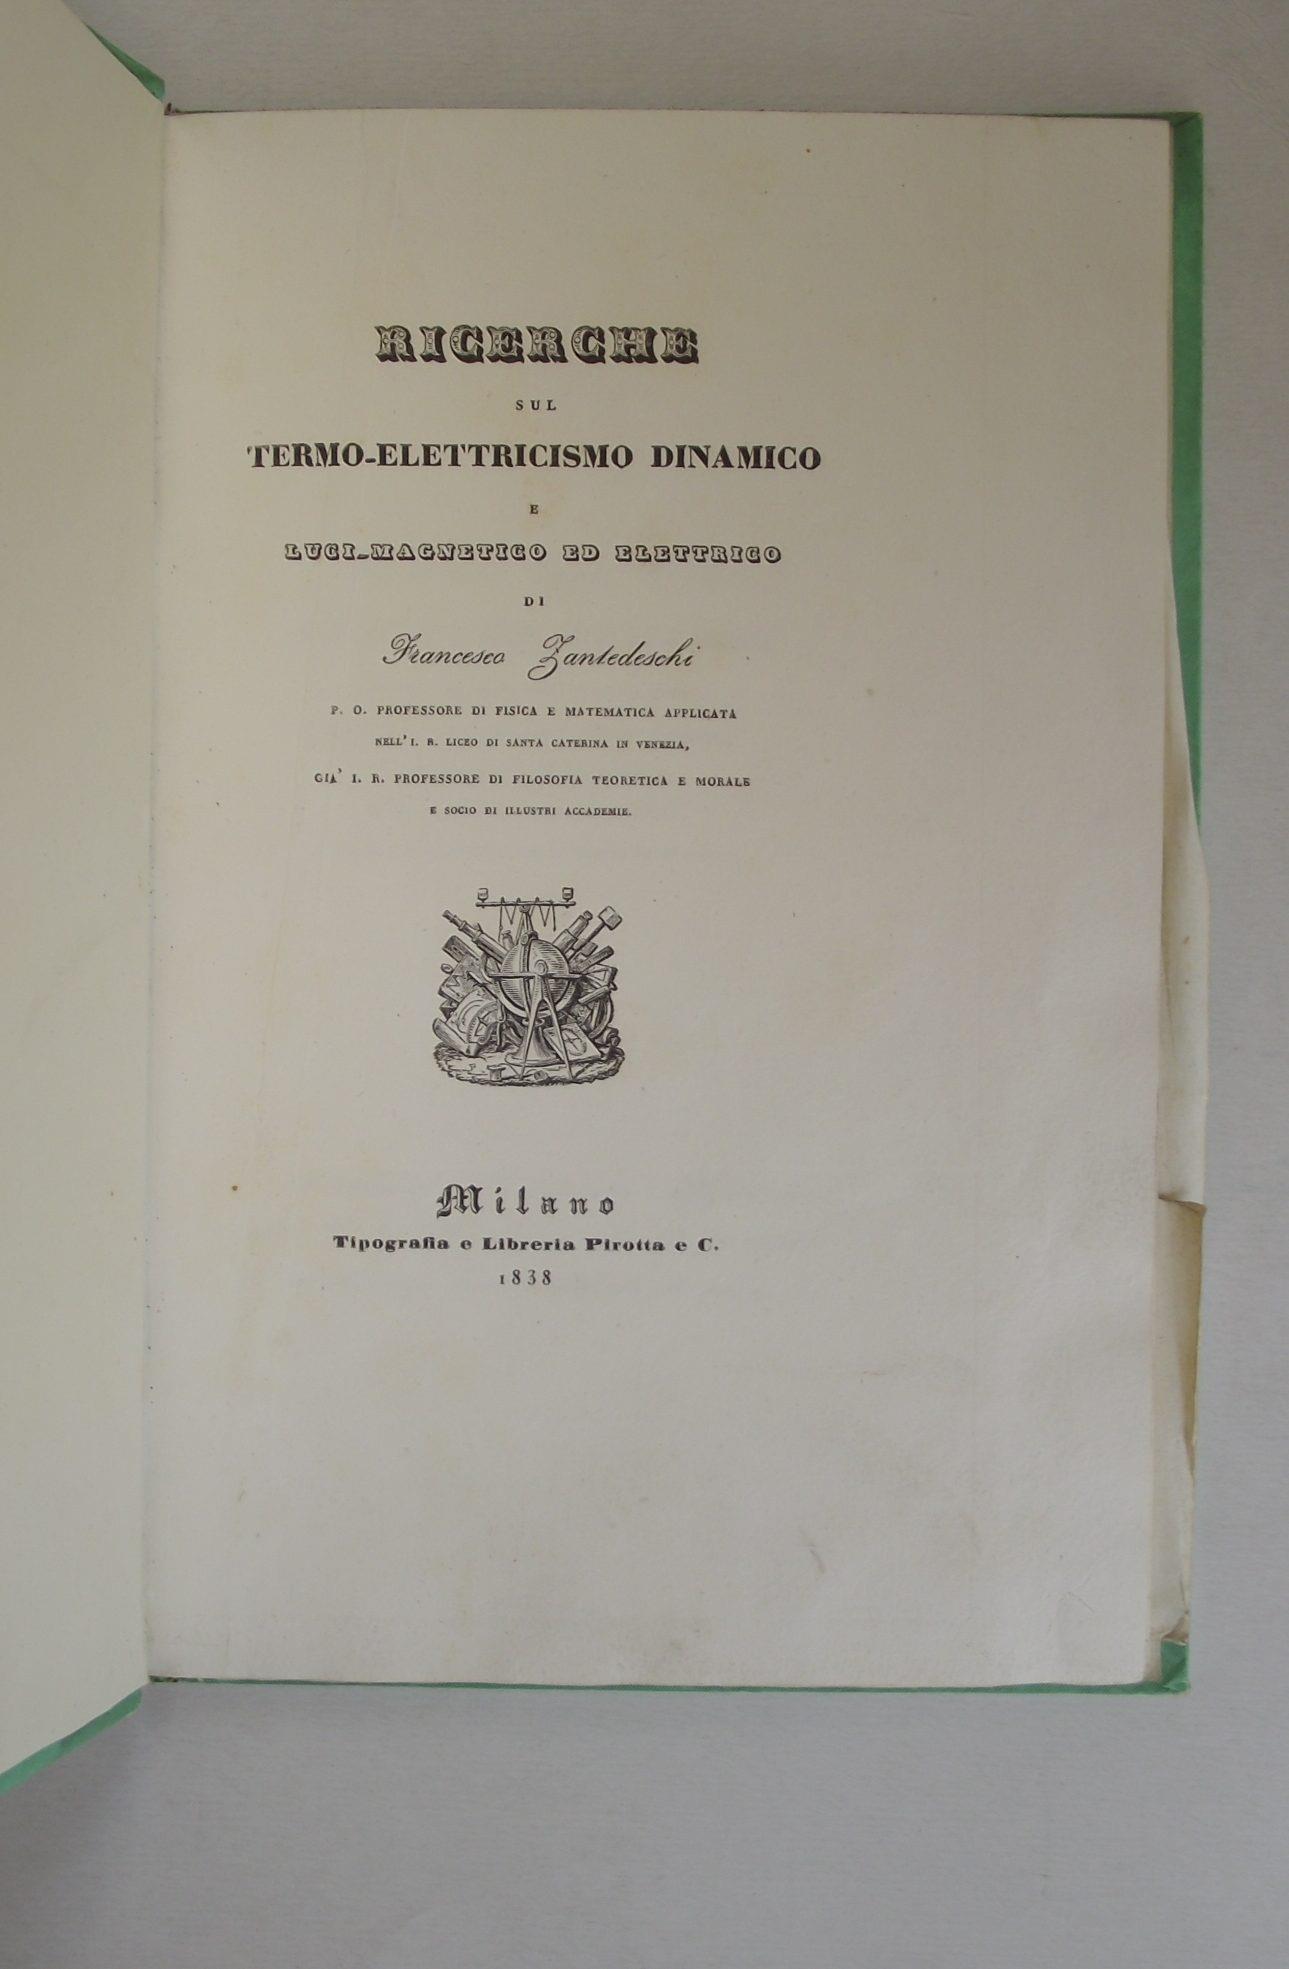 RICERCHE
SUL
TERMO-ELETTRICISMO DINAMICO
E
LUCI-MAGNETICO ED ELETTRICO
DI
Francesco Zantedeschi
P. O. PROFESSORE DI FISICA E MATEMATICA APPLICATA
NELL' I. R. LICEO DI SANTA CATERINA IN VENEZIA,
GIA' I. R. PROFESSORE DI FILOSOFIA TEORETICA E MORALE
E SOCIO DI ILLUSTRI ACCADEMIE.
Milano
Tipografia e Libreria Pirotta e C.
1838